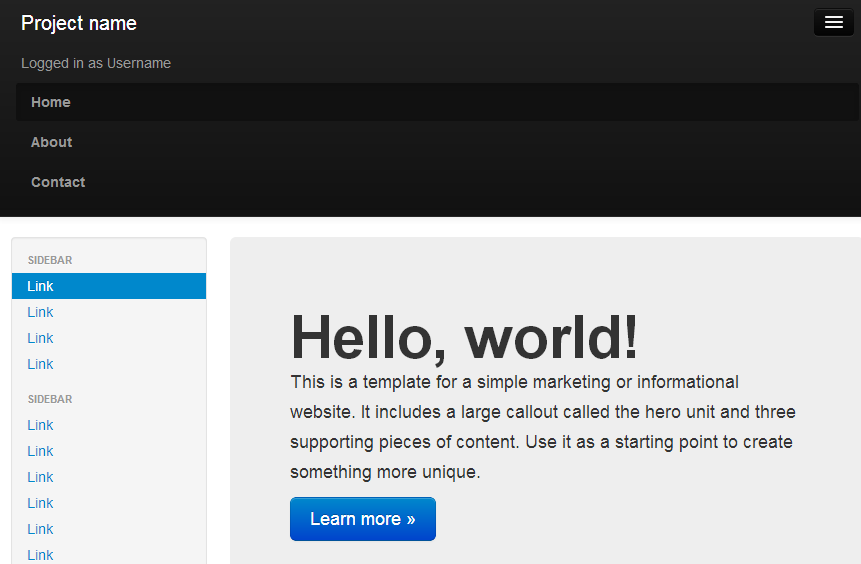 Project name
Logged in as Username
Home
About
Contact
SIDEBAR
Link
Link
Link
Link
SIDEBAR
Link
Link
Link
Link
Link
Link
Hello, world!
This is a template for a simple marketing or informational
website. It includes a large callout called the hero unit and three
supporting pieces of content. Use it as a starting point to create
something more unique.
Learn more »